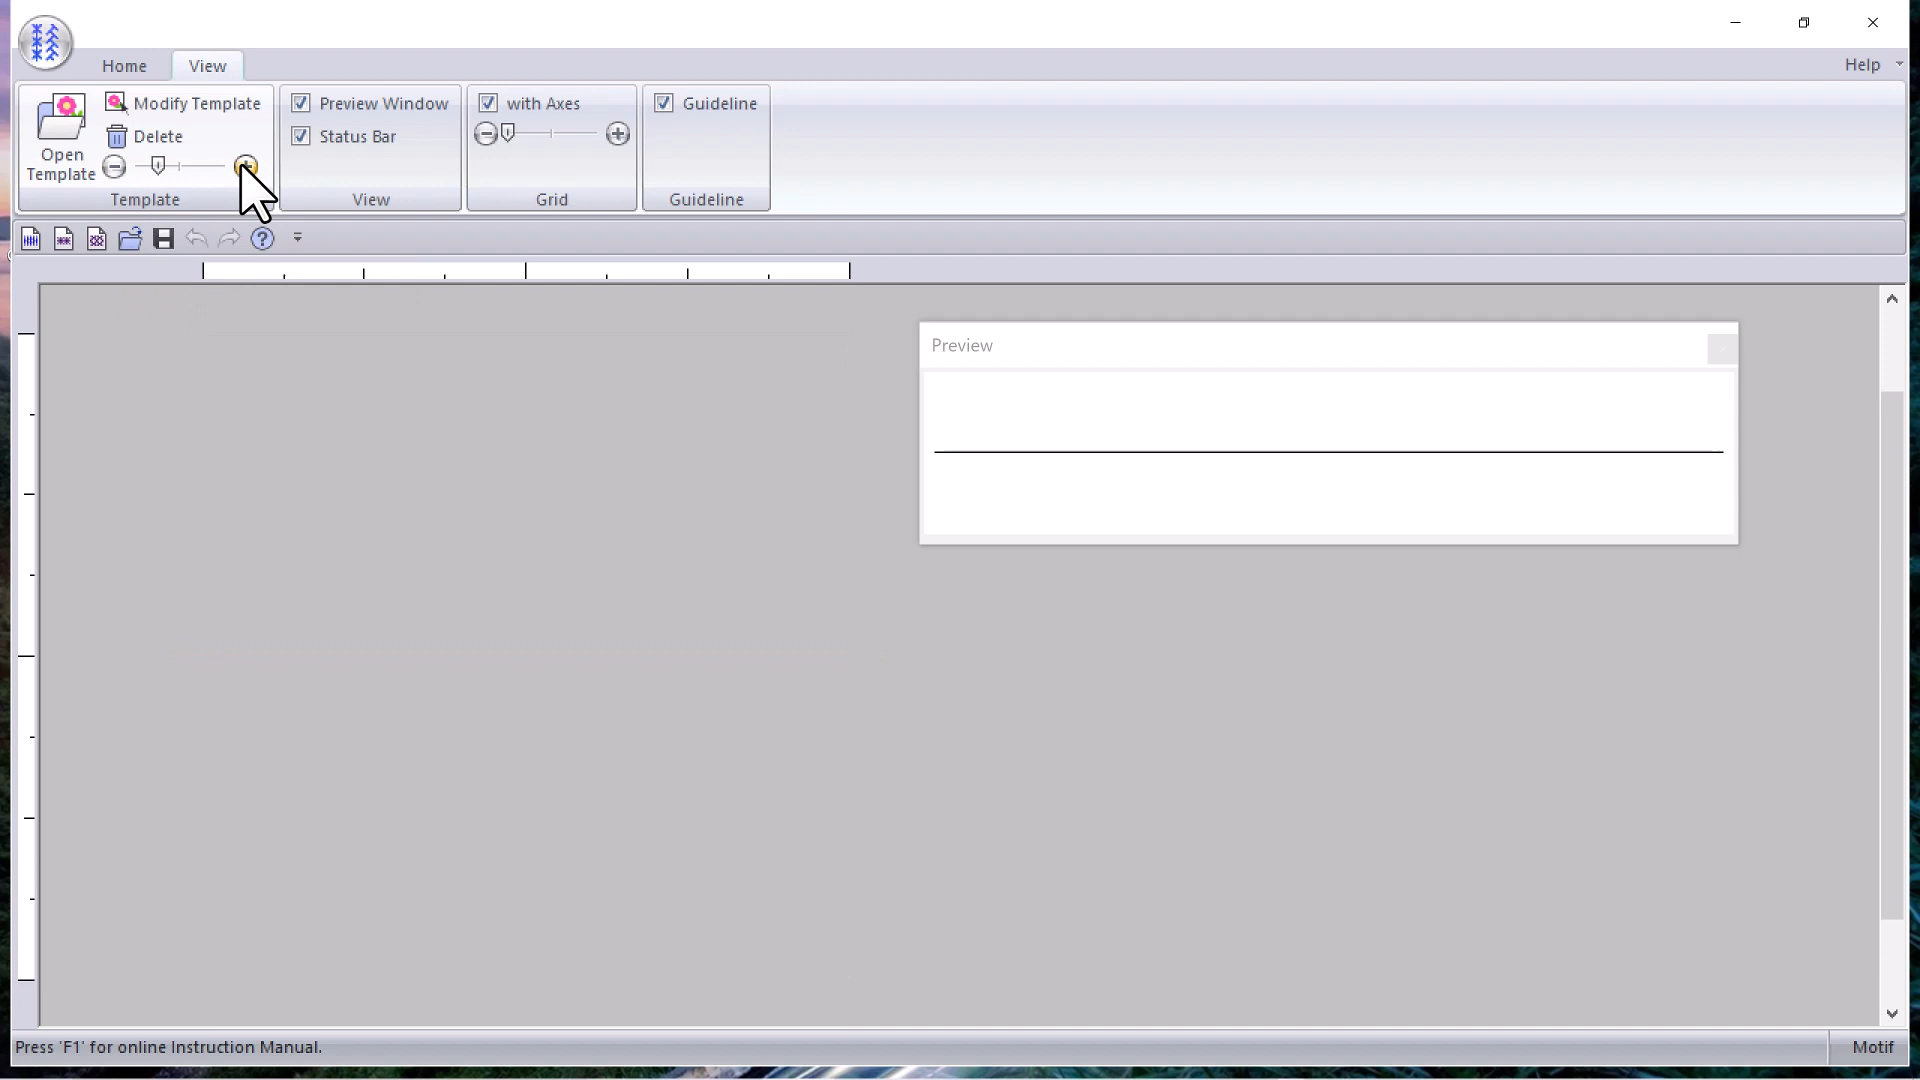 Home View Help
Open Template
Modify Template
Delete
Template
Preview Window
Status Bar
View
with Axes
Grid
Guideline
Guideline
Preview
Press 'F1' for online Instruction Manual. Motif